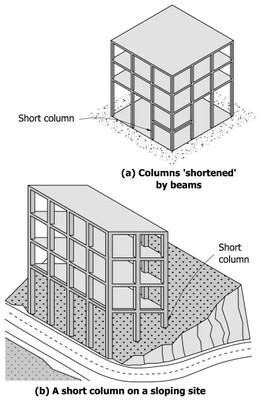 Short column
(a) Columns 'shortened'
by beams
Short
column
(b) A short column on a sloping site